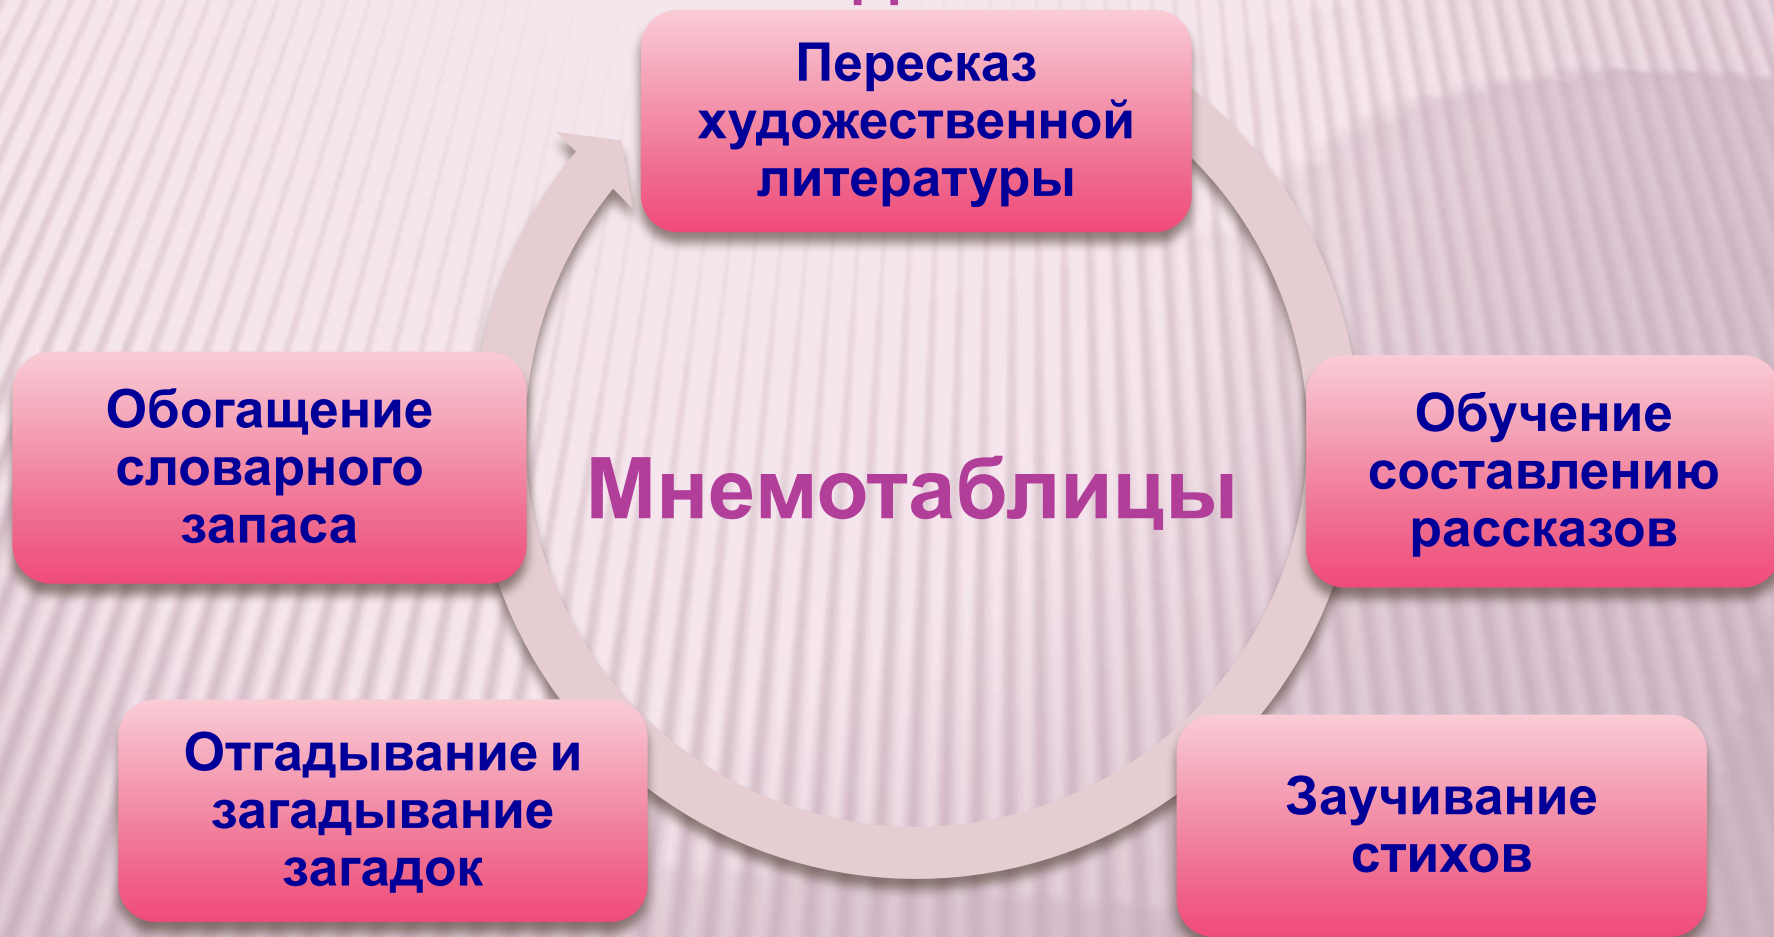 Пересказ
художественной
литературы
Обогащение
словарного
запаса
Мнемотаблицы
Обучение
составлению
рассказов
Отгадывание и
загадывание
загадок
Заучивание
стихов